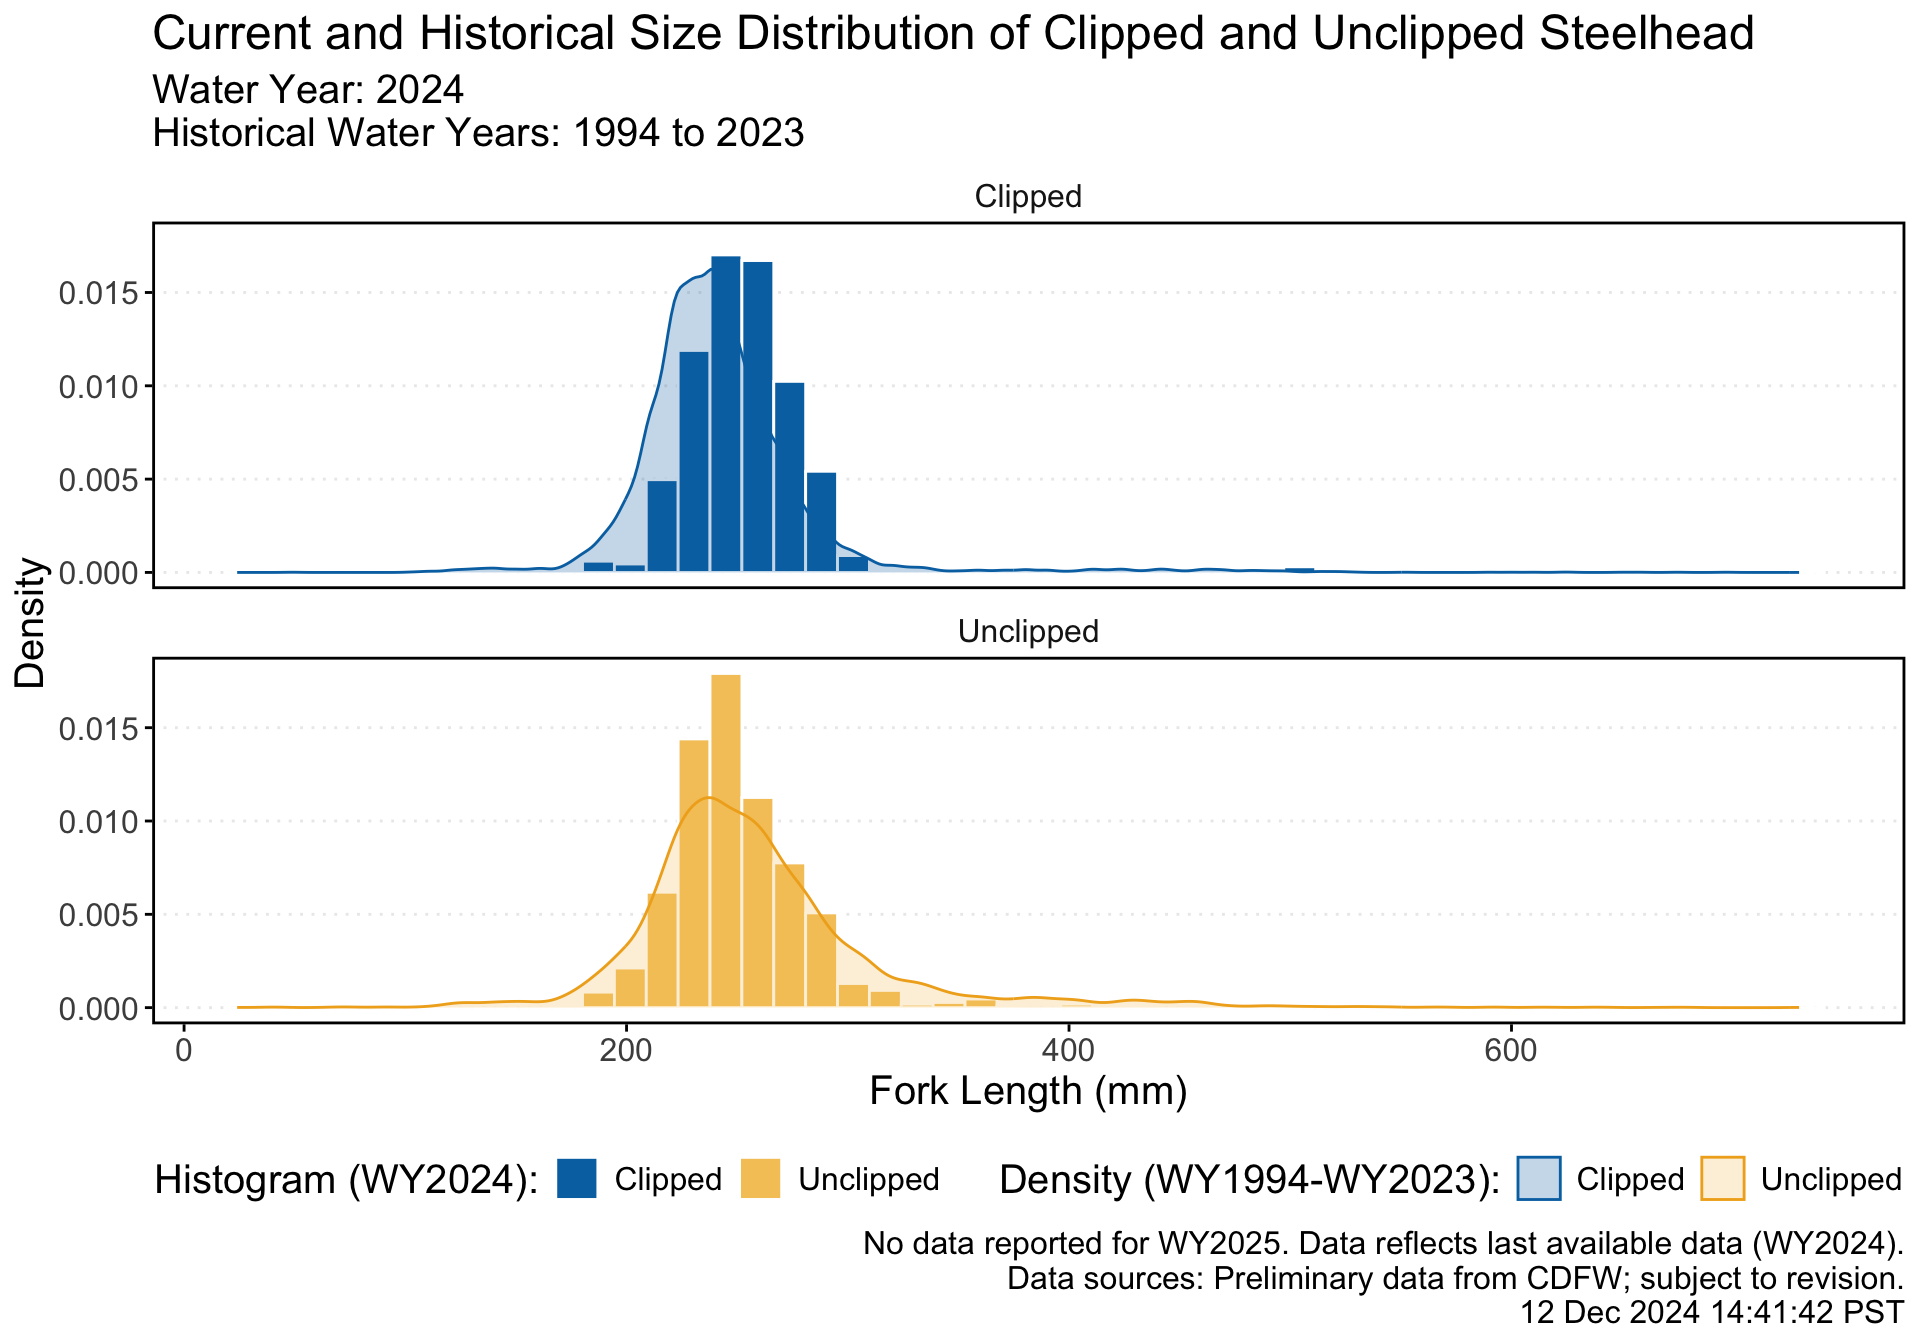 Current and Historical Size Distribution of Clipped and Unclipped Steelhead
Water Year: 2024
Historical Water Years: 1994 to 2023
Clipped
0.015
0.010
0.005
0.000
Density
Unclipped
0.015
0.010
0.005
0.000
0 200 400 600
Fork Length (mm)
Histogram (WY2024): Clipped Unclipped Density (WY1994-WY2023): Clipped Unclipped
No data reported for WY2025. Data reflects last available data (WY2024).
Data sources: Preliminary data from CDFW; subject to revision.
12 Dec 2024 14:41:42 PST